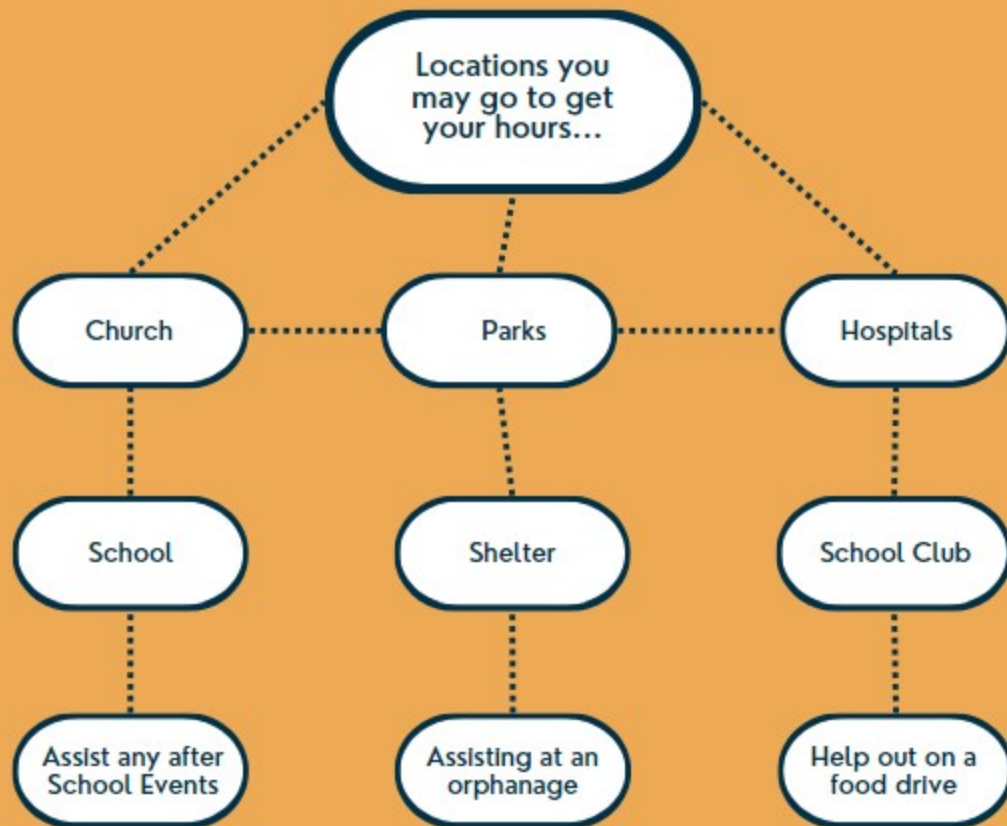 Locations you
may go to get
your hours...
Church
Parks
Hospitals
School
Shelter
School Club
Assist any after
School Events
Assisting at an
orphanage
Help out on a
food drive